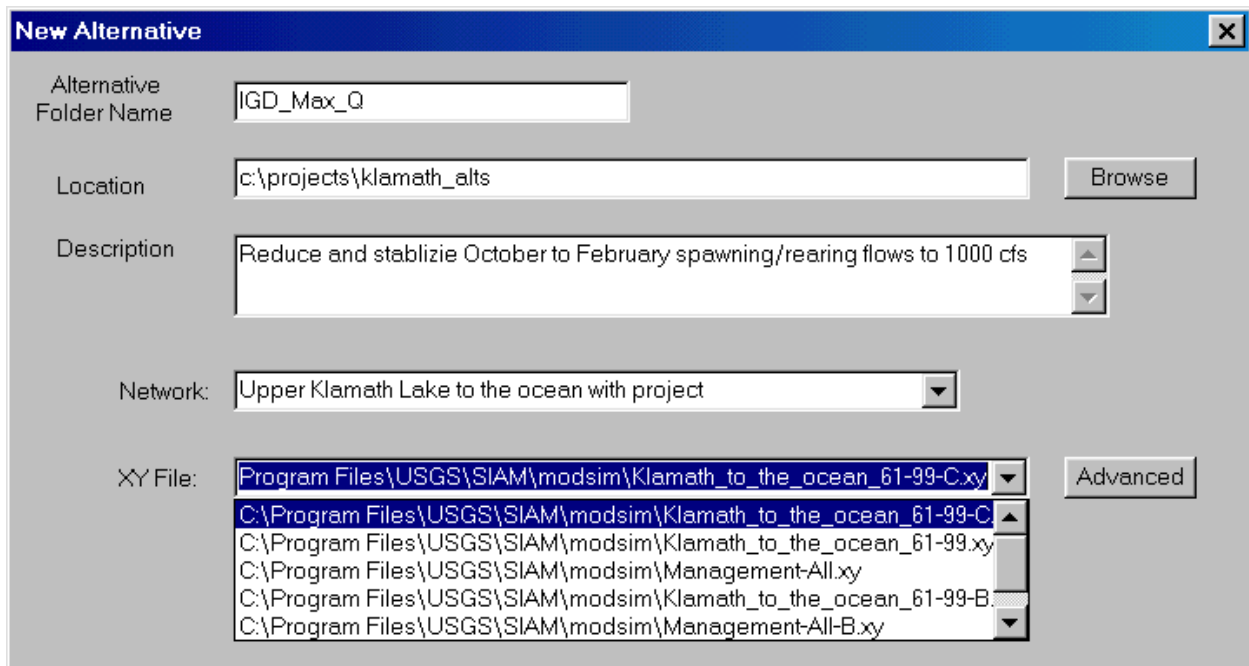 New Alternative
Alternative
Folder Name
IGD_Max_Q
Location
c:\projects\klamath_alts
Browse
Description
Reduce and stablizie October to February spawning/rearing flows to 1000 cfs
Network:
Upper Klamath Lake to the ocean with project
XY File:
Program Files\USGS\SIAM\modsim\Klamath_to_the_ocean_61-99-C.xy
Advanced
C:\Program Files\USGS\SIAM\modsim\Klamath_to_the_ocean_61-99-C.
C:\Program Files\USGS\SIAM\modsim\Klamath_to_the_ocean_61-99.xy
C:\Program Files\USGS\SIAM\modsim\Management-All.xy
C:\Program Files\USGS\SIAM\modsim\Klamath_to_the_ocean_61-99-B.
C:\Program Files\USGS\SIAM\modsim\Management-All-B.xy